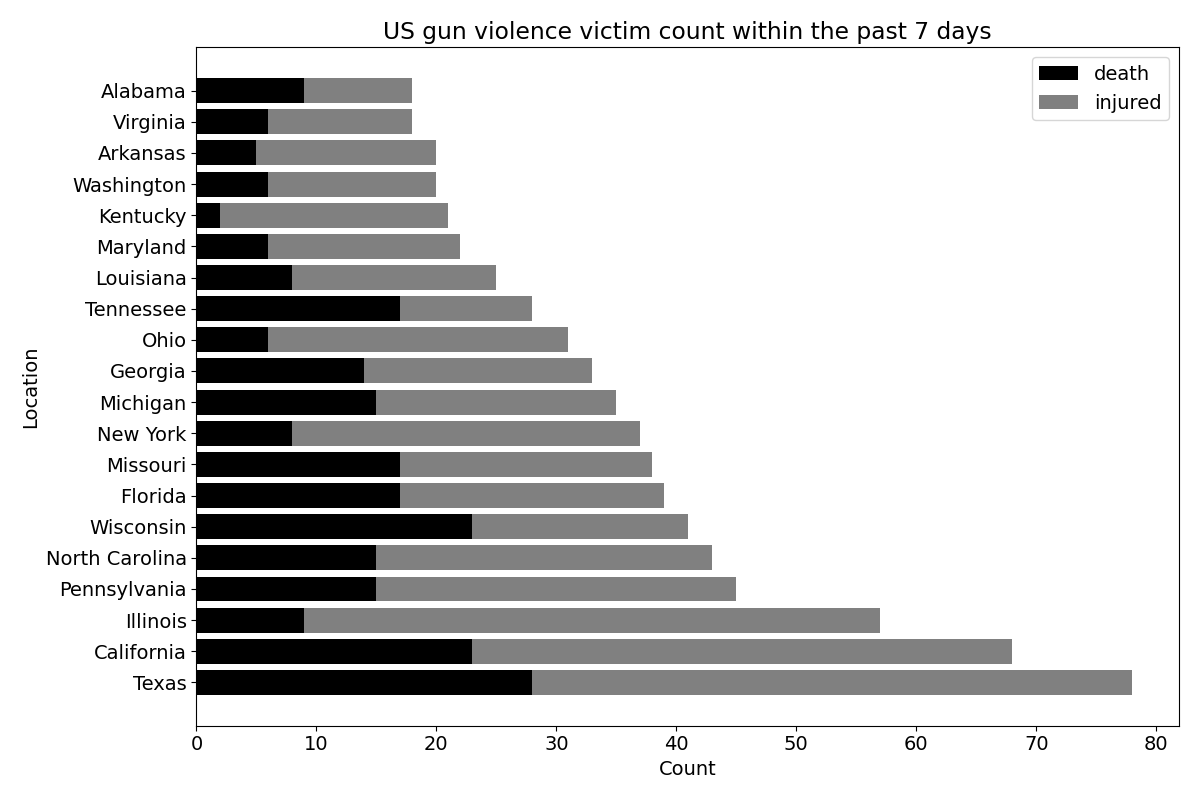 US gun violence victim count within the past 7 days
death
injured
Alabama
Virginia
Arkansas
Washington
Kentucky
Maryland
Louisiana
Tennessee
Ohio
Georgia
Michigan
New York
Missouri
Florida
Wisconsin
North Carolina
Pennsylvania
Illinois
California
Texas
Location
0 10 20 30 40 50 60 70 80
Count